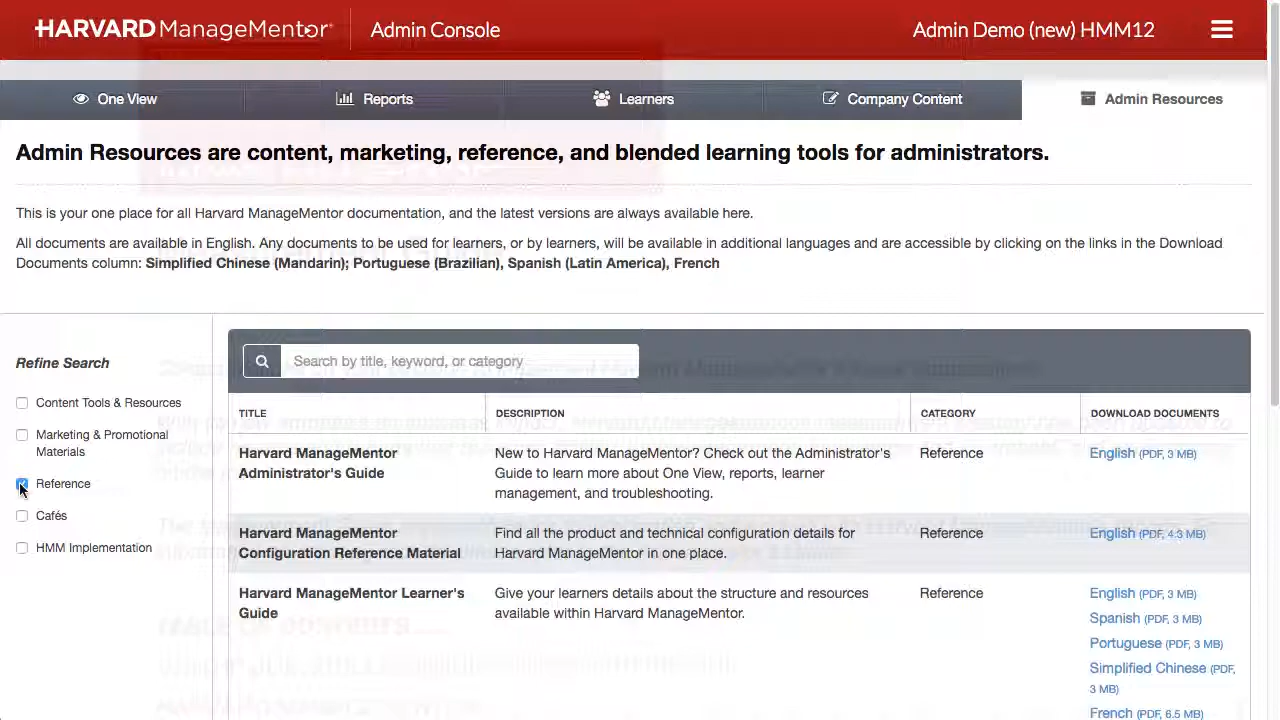 HARVARD ManageMentor
Admin Console
Admin Demo (new) HMM12
One View
Reports
Learners
Company Content
Admin Resources
Admin Resources are content, marketing, reference, and blended learning tools for administrators.
This is your one place for all Harvard ManageMentor documentation, and the latest versions are always available here.
All documents are available in English. Any documents to be used for learners, or by learners, will be available in additional languages and are accessible by clicking on the links in the Download
Documents column: Simplified Chinese (Mandarin); Portuguese (Brazilian), Spanish (Latin America), French
Refine Search
Content Tools & Resources
Marketing & Promotional
Materials
Reference
Cafés
HMM Implementation
Search by title, keyword, or category
TITLE
DESCRIPTION
CATEGORY
DOWNLOAD DOCUMENTS
Harvard ManageMentor
Administrator's Guide
New to Harvard ManageMentor? Check out the Administrator's
Guide to learn more about One View, reports, learner
management, and troubleshooting.
Reference
English (PDF, 3 MB)
Harvard ManageMentor
Configuration Reference Material
Find all the product and technical configuration details for
Harvard ManageMentor in one place.
Reference
English (PDF, 4.3 MB)
Harvard ManageMentor Learner's
Guide
Give your learners details about the structure and resources
available within Harvard ManageMentor.
Reference
English (PDF, 3 MB)
Spanish (PDF, 3 MB)
Portuguese (PDF, 3 MB)
Simplified Chinese (PDF,
3 MB)
French (PDF, 6.5 MB)